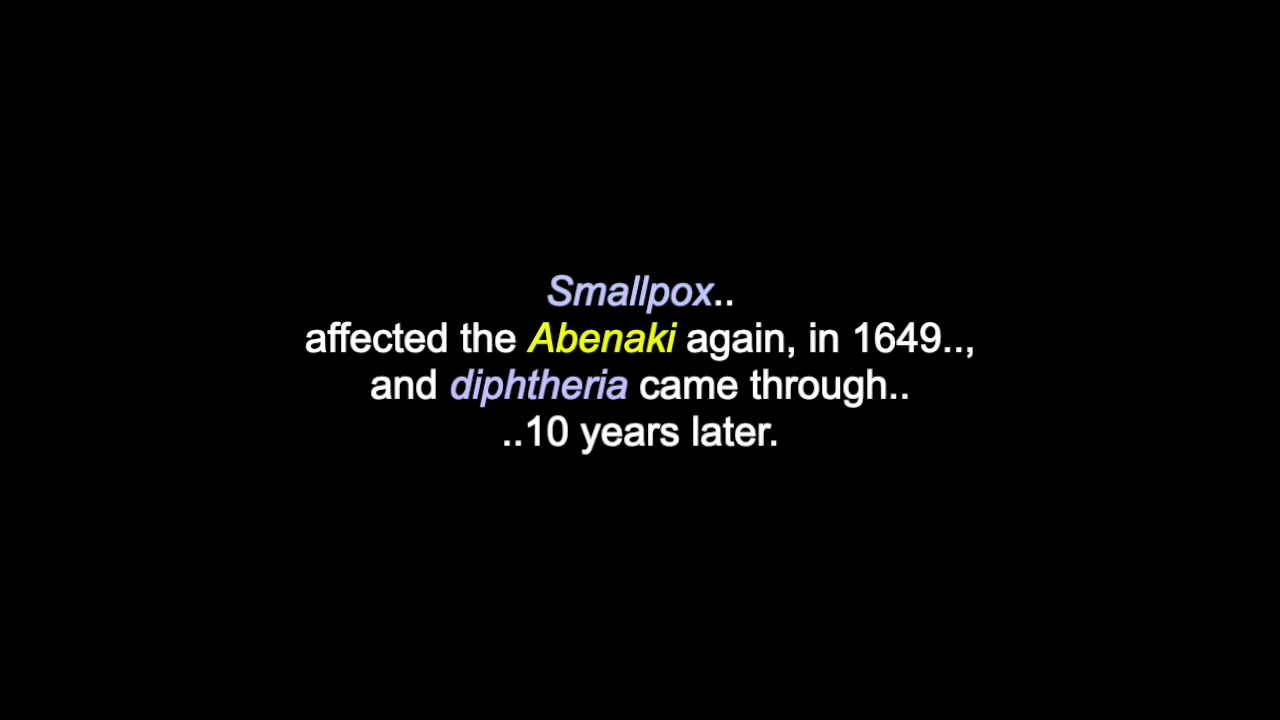 Smallpox..
affected the Abenaki again, in 1649..,
and diphtheria came through..
..10 years later.